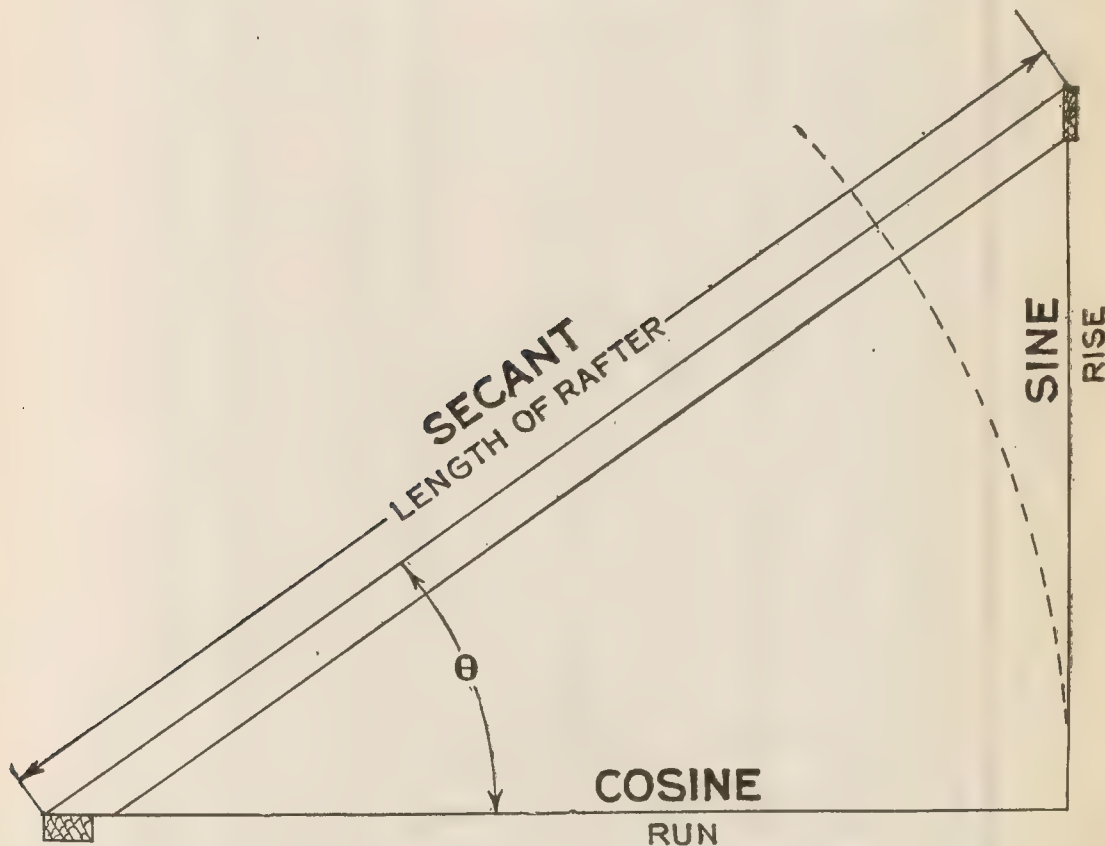 SECANT
LENGTH OF RAFTER
SINE
RISE
θ
COSINE
RUN